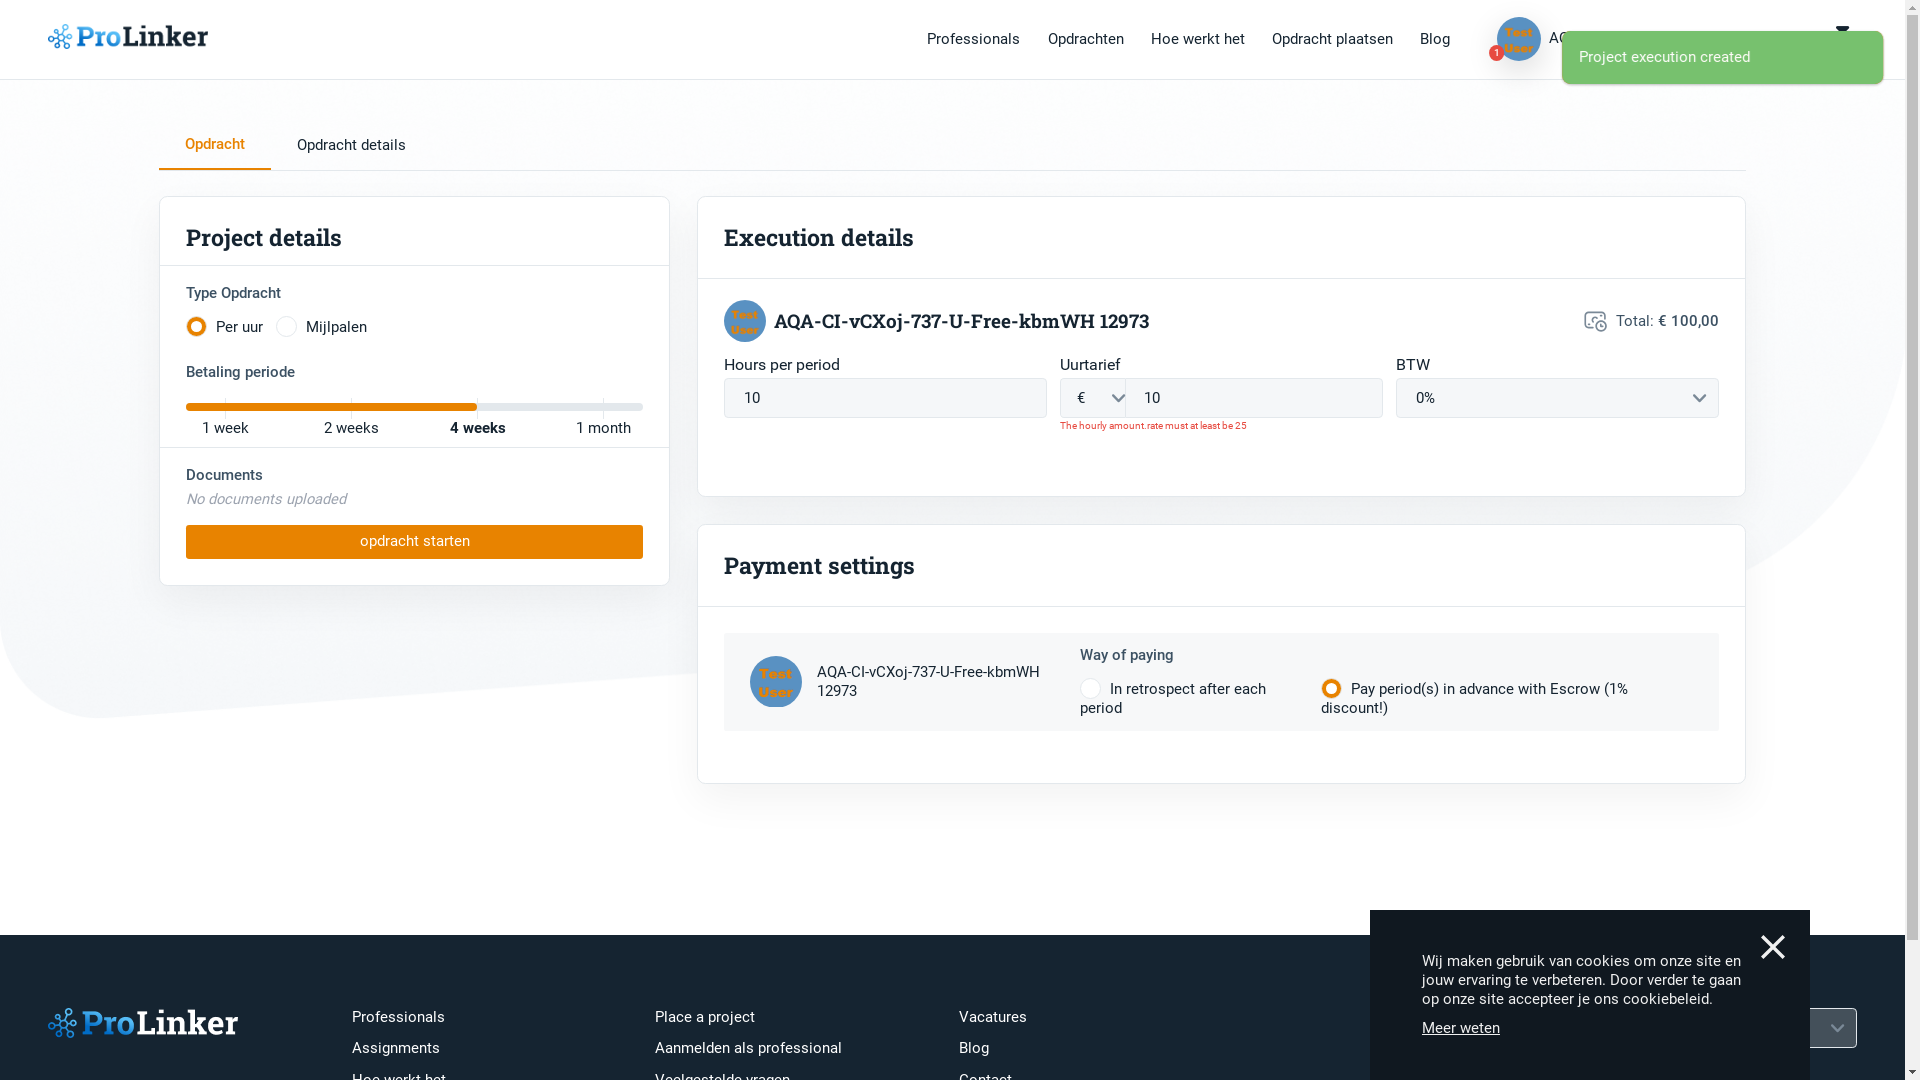 ProLinker
Professionals
Opdrachten
Hoe werkt het
Opdracht plaatsen
Blog
Test
User
1
Project execution created
Opdracht
Opdracht details
Project details
Type Opdracht
Per uur
Mijlpalen
Betaling periode
1 week
2 weeks
4 weeks
1 month
Documents
No documents uploaded
opdracht starten
Execution details
Test
User
AQA-CI-vCXoj-737-U-Free-kbmWH 12973
Total: € 100,00
Hours per period
Uurtarief
BTW
10
€
10
0%
The hourly amount.rate must at least be 25
Payment settings
Test
User
AQA-CI-vCXoj-737-U-Free-kbmWH
12973
Way of paying
In retrospect after each
period
Pay period(s) in advance with Escrow (1%
discount!)
Wij maken gebruik van cookies om onze site en
jouw ervaring te verbeteren. Door verder te gaan
op onze site accepteer je ons cookiebeleid.
Meer weten
ProLinker
Professionals
Place a project
Vacatures
Assignments
Aanmelden als professional
Blog
Hoe werkt het
Veelgestelde vragen
Contact